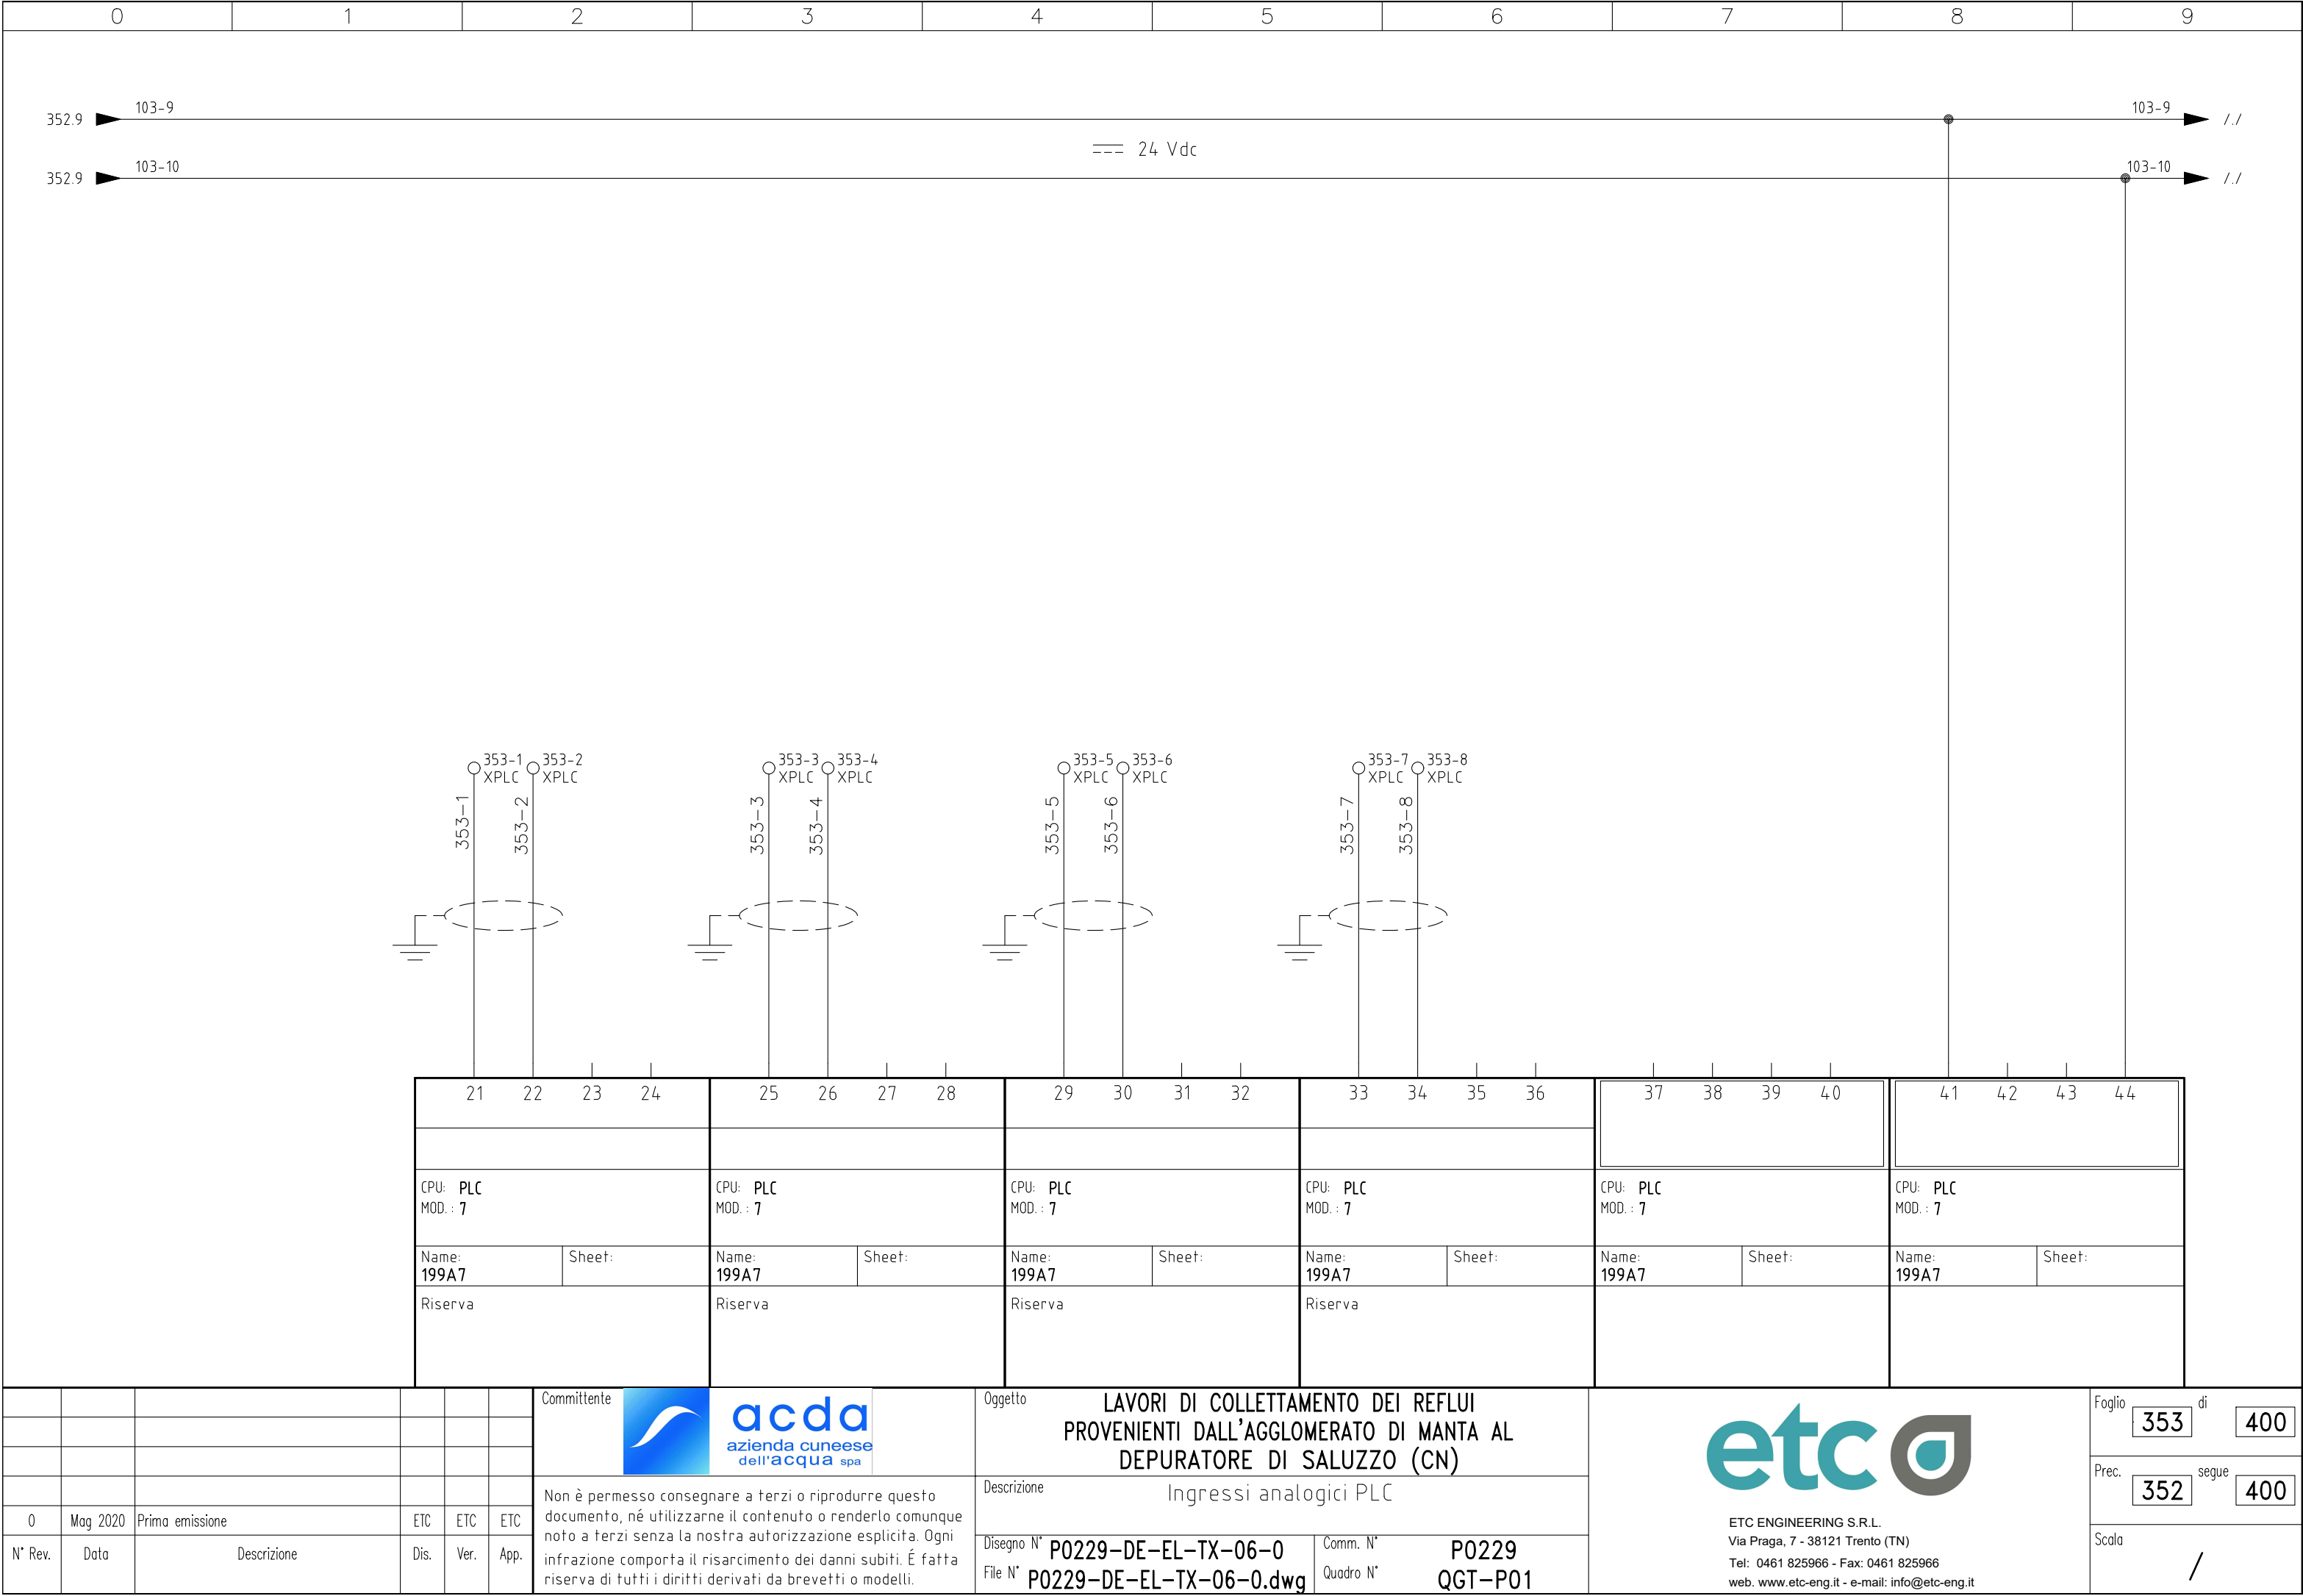 0 1 2 3 4 5 6 7 8 9
352.9 103-9 103-9 /./
24 Vdc
352.9 103-10 103-10 /./
353-1 353-2 353-3 353-4 353-5 353-6 353-7 353-8
XPLC XPLC XPLC XPLC XPLC XPLC XPLC XPLC
353-1 353-2 353-3 353-4 353-5 353-6 353-7 353-8
21 22 23 24 25 26 27 28 29 30 31 32 33 34 35 36 37 38 39 40 41 42 43 44
CPU: PLC CPU: PLC CPU: PLC CPU: PLC CPU: PLC CPU: PLC
MOD. : 7 MOD. : 7 MOD. : 7 MOD. : 7 MOD. : 7 MOD. : 7
Name: Sheet: Name: Sheet: Name: Sheet: Name: Sheet: Name: Sheet: Name: Sheet:
199A7 199A7 199A7 199A7 199A7 199A7
Riserva Riserva Riserva Riserva
0 Mag 2020 Prima emissione ETC ETC ETC
N° Rev. Data Descrizione Dis. Ver. App.
Committente
acda
azienda cuneese
dell'acqua spa
Non è permesso consegnare a terzi o riprodurre questo
documento, né utilizzarne il contenuto o renderlo comunque
noto a terzi senza la nostra autorizzazione esplicita. Ogni
infrazione comporta il risarcimento dei danni subiti. É fatta
riserva di tutti i diritti derivati da brevetti o modelli.
Oggetto
LAVORI DI COLLETTAMENTO DEI REFLUI
PROVENIENTI DALL'AGGLOMERATO DI MANTA AL
DEPURATORE DI SALUZZO (CN)
Descrizione
Ingressi analogici PLC
Disegno N° P0229-DE-EL-TX-06-0
File N° P0229-DE-EL-TX-06-0.dwg
Comm. N° P0229
Quadro N° QGT-P01
etc
ETC ENGINEERING S.R.L.
Via Praga, 7 - 38121 Trento (TN)
Tel: 0461 825966 - Fax: 0461 825966
web. www.etc-eng.it - e-mail: info@etc-eng.it
Foglio 353 di 400
Prec. 352 segue 400
Scala /